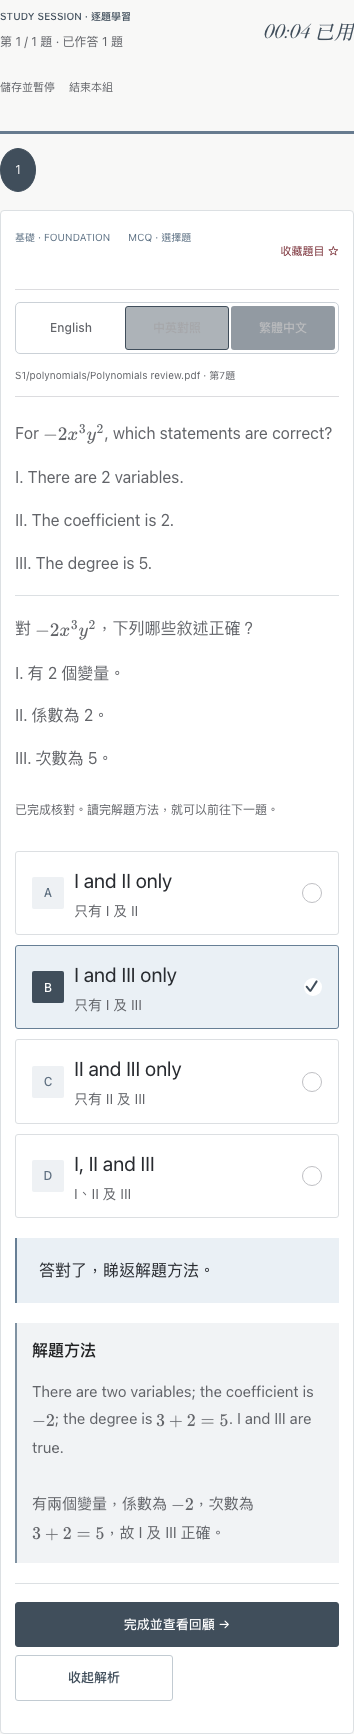 STUDY SESSION · 逐題學習
第 1 / 1 題 · 已作答 1 題
00:04 已用
儲存並暫停 結束本組
1
基礎 · FOUNDATION MCQ · 選擇題
收藏題目 ☆
English 中英對照 繁體中文
S1/polynomials/Polynomials review.pdf · 第7題
For −2x³y², which statements are correct?
I. There are 2 variables.
II. The coefficient is 2.
III. The degree is 5.
對 −2x³y²，下列哪些敘述正確？
I. 有 2 個變量。
II. 係數為 2。
III. 次數為 5。
已完成核對。讀完解題方法，就可以前往下一題。
A I and II only
只有 I 及 II
B I and III only
只有 I 及 III
C II and III only
只有 II 及 III
D I, II and III
I、II 及 III
答對了，睇返解題方法。
解題方法
There are two variables; the coefficient is
−2; the degree is 3 + 2 = 5. I and III are
true.
有兩個變量，係數為 −2，次數為
3 + 2 = 5，故 I 及 III 正確。
完成並查看回顧 →
收起解析